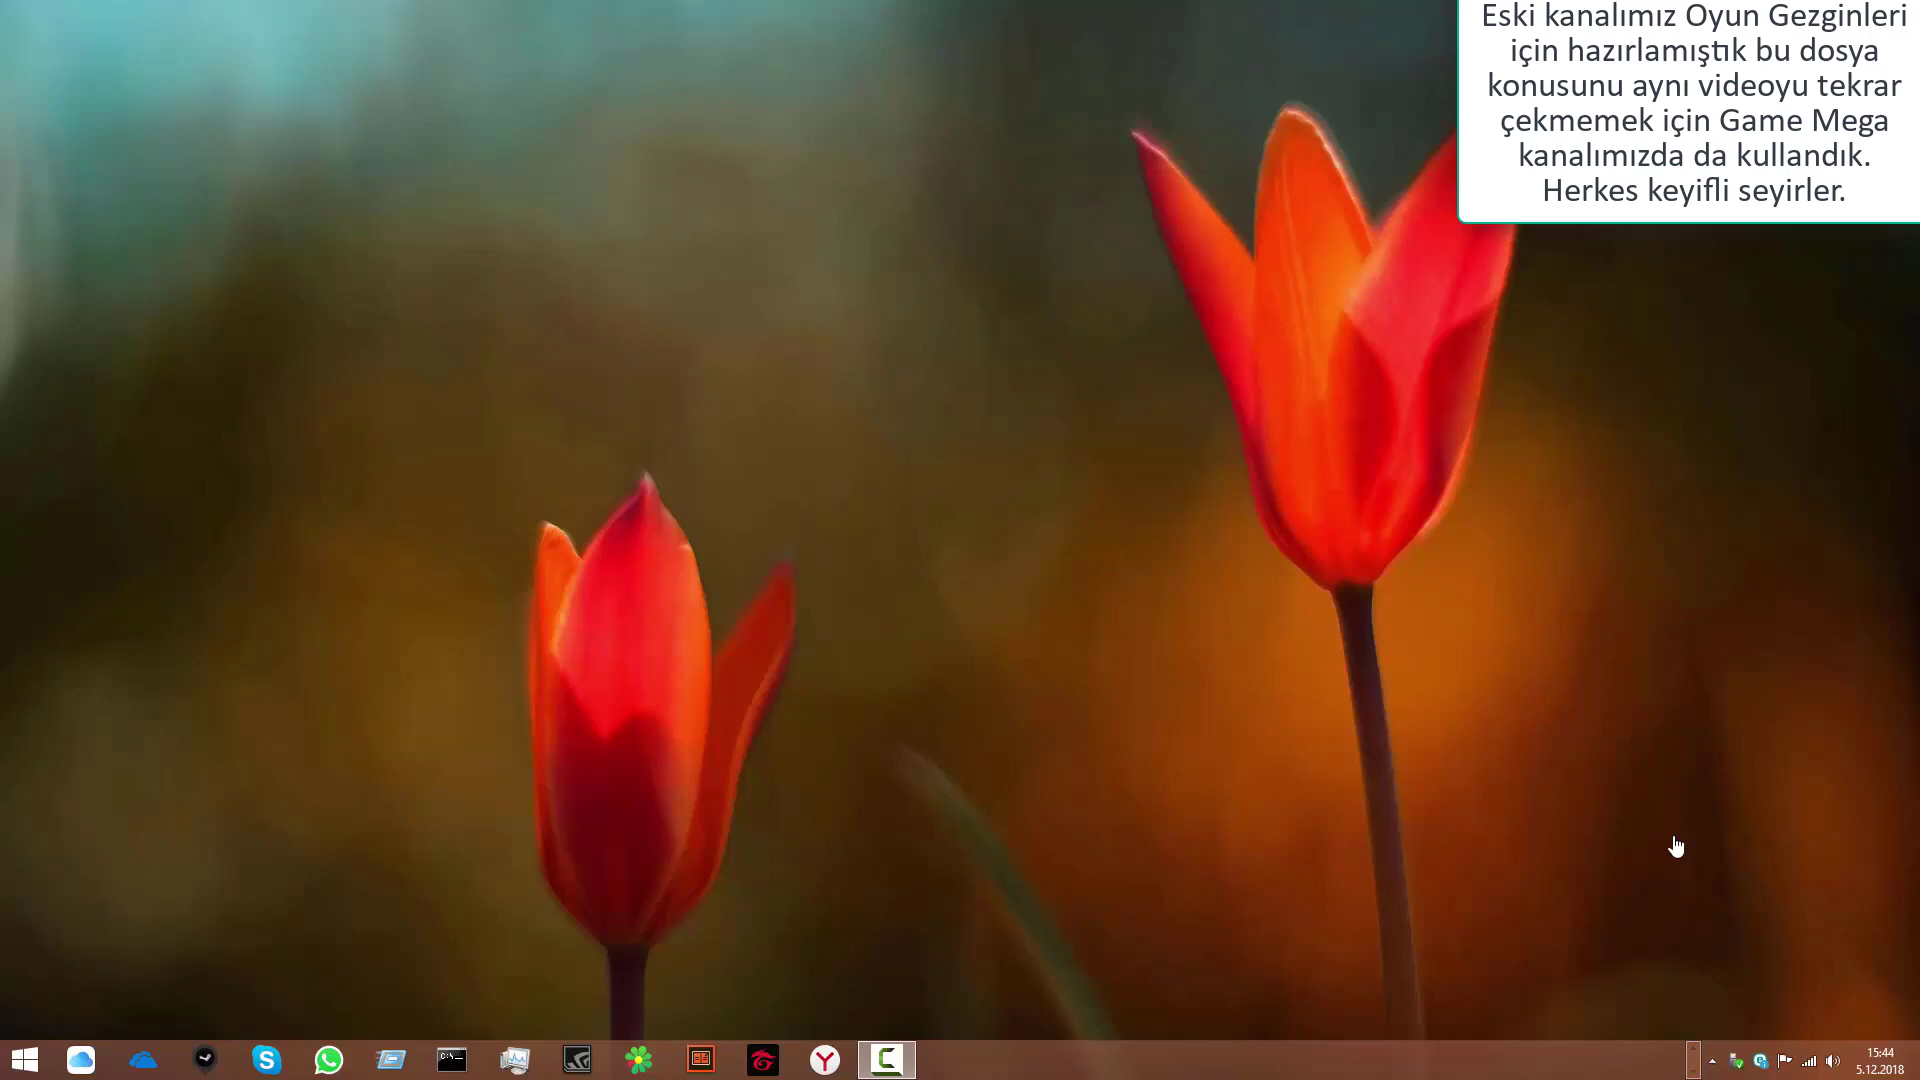 Eski kanalımız Oyun Gezginleri
için hazırlamıştık bu dosya
konusunu aynı videoyu tekrar
çekmemek için Game Mega
kanalımızda da kullandık.
Herkes keyifli seyirler.
15:44
5.12.2018